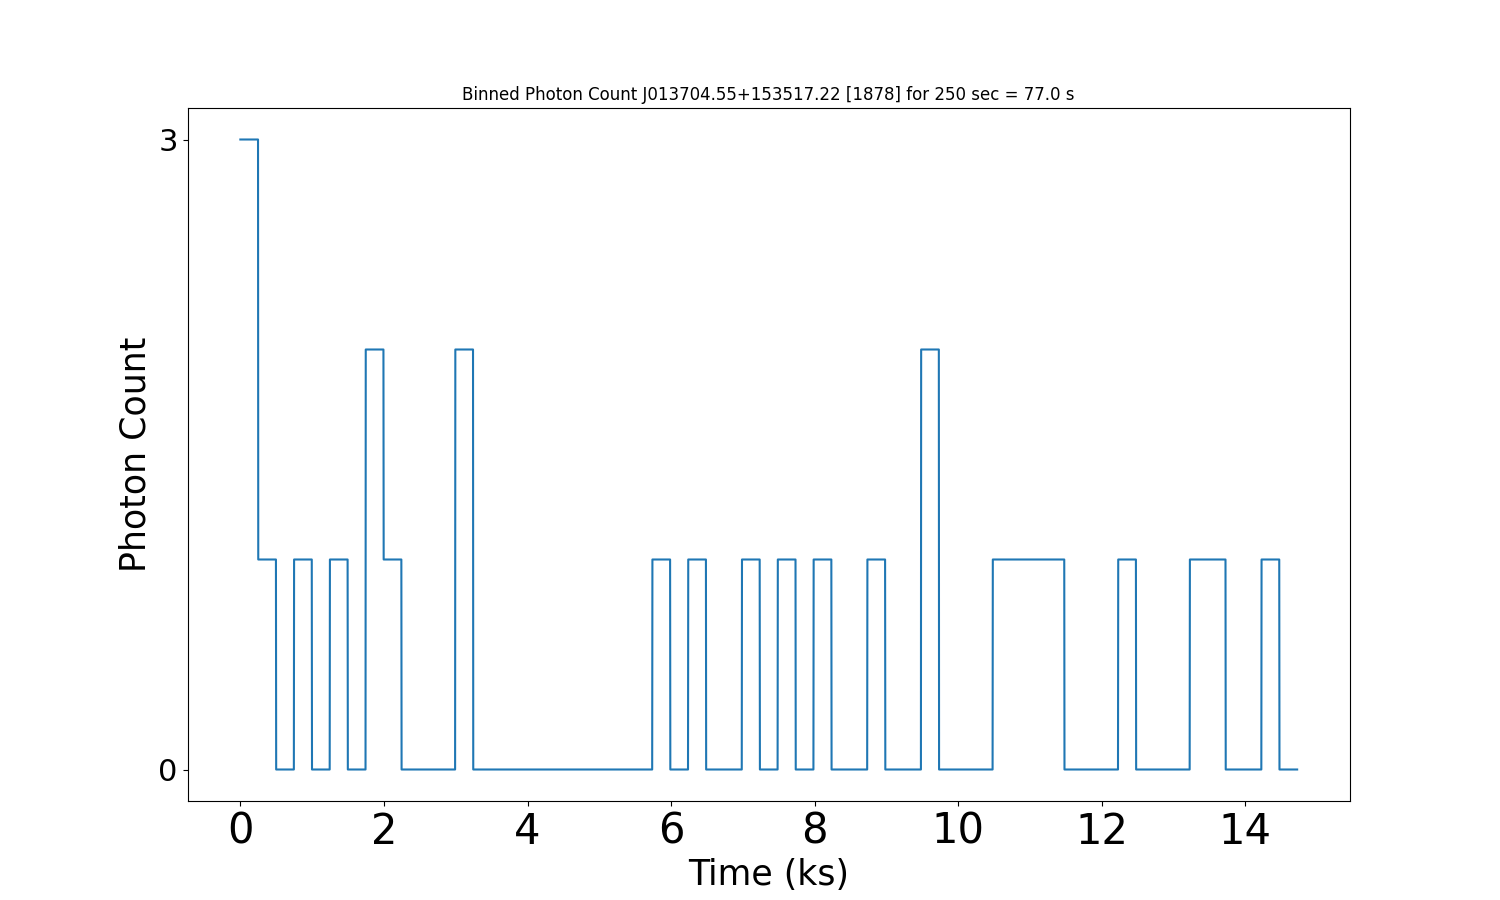 Binned Photon Count J013704.55+153517.22 [1878] for 250 sec = 77.0 s
3
Photon Count
0
0 2 4 6 8 10 12 14
Time (ks)